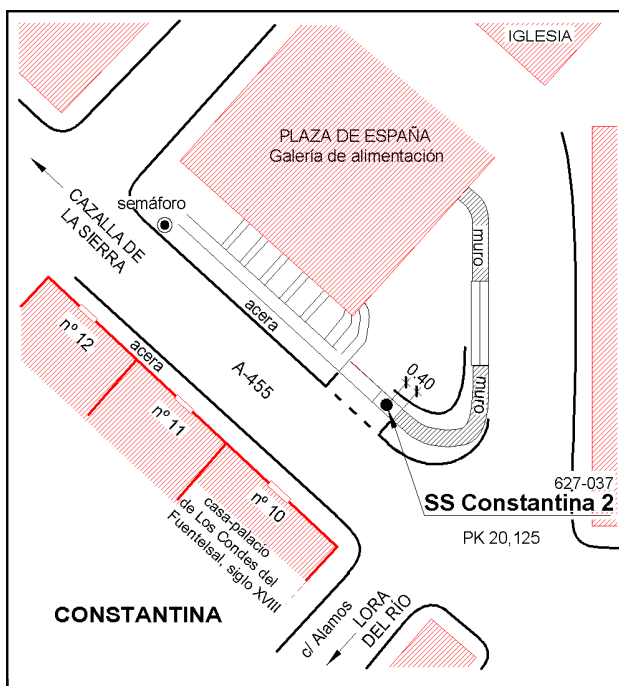 IGLESIA
PLAZA DE ESPAÑA
Galería de alimentación
semáforo
CAZALLA DE
LA SIERRA
muro
acera
nº 12
acera
A-455
0.40
muro
nº 11
627-037
SS Constantina 2
nº 10
PK 20,125
casa-palacio
de Los Condes del
Fuentelsal, siglo XVIII
CONSTANTINA
c/ Alamos
LORA
DEL RÍO